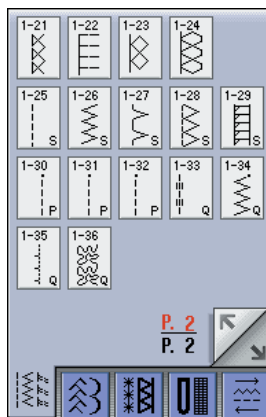 1-21 1-22 1-23 1-24
1-25 1-26 1-27 1-28 1-29
S S S S S
1-30 1-31 1-32 1-33 1-34
P P P Q Q
1-35 1-36
Q Q
P. 2
P. 2